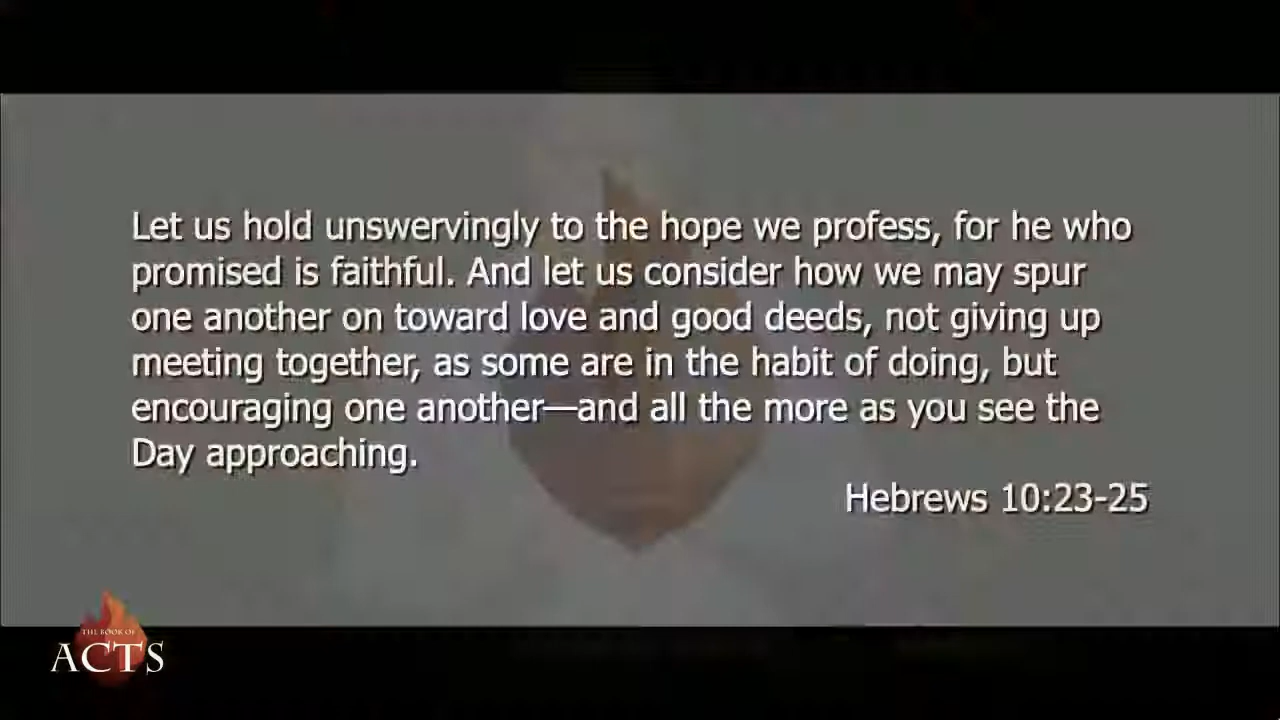 Let us hold unswervingly to the hope we profess, for he who
promised is faithful. And let us consider how we may spur
one another on toward love and good deeds, not giving up
meeting together, as some are in the habit of doing, but
encouraging one another—and all the more as you see the
Day approaching.
Hebrews 10:23-25
THE BOOK OF
ACTS